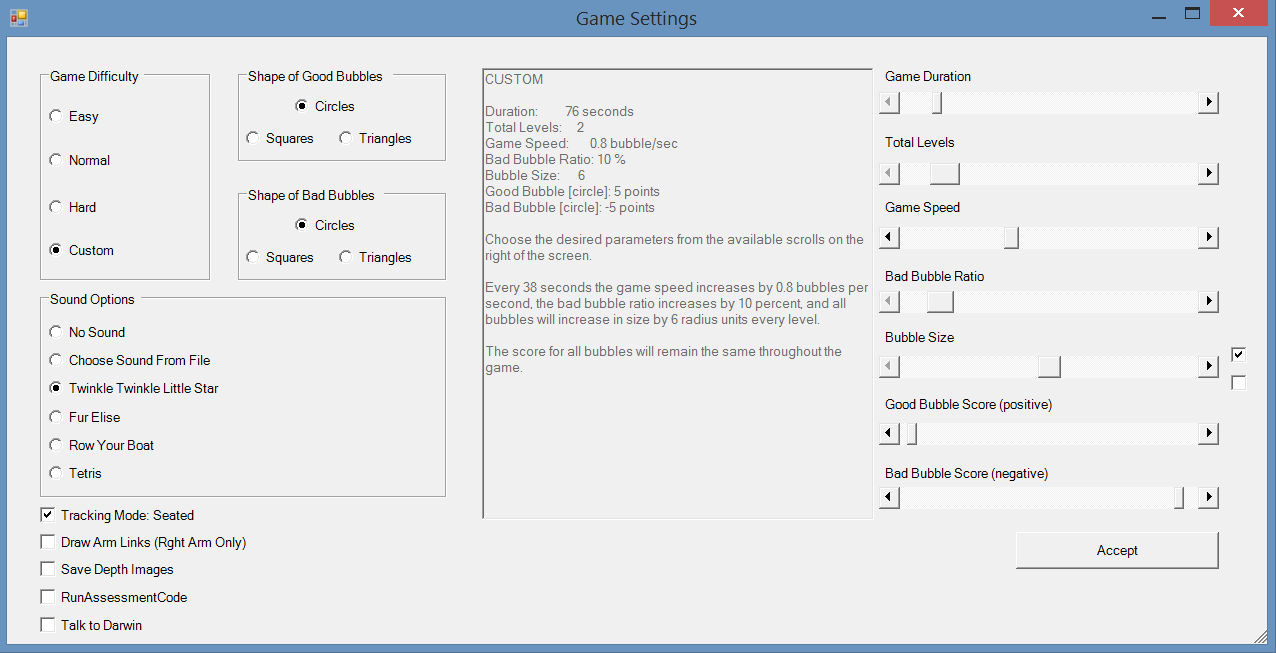 Game Settings
Game Difficulty
Easy
Normal
Hard
Custom
Shape of Good Bubbles
Circles
Squares Triangles
Shape of Bad Bubbles
Circles
Squares Triangles
Sound Options
No Sound
Choose Sound From File
Twinkle Twinkle Little Star
Fur Elise
Row Your Boat
Tetris
Tracking Mode: Seated
Draw Arm Links (Rght Arm Only)
Save Depth Images
RunAssessmentCode
Talk to Darwin
CUSTOM
Duration: 76 seconds
Total Levels: 2
Game Speed: 0.8 bubble/sec
Bad Bubble Ratio: 10 %
Bubble Size: 6
Good Bubble [circle]: 5 points
Bad Bubble [circle]: -5 points
Choose the desired parameters from the available scrolls on the
right of the screen.
Every 38 seconds the game speed increases by 0.8 bubbles per
second, the bad bubble ratio increases by 10 percent, and all
bubbles will increase in size by 6 radius units every level.
The score for all bubbles will remain the same throughout the
game.
Game Duration
Total Levels
Game Speed
Bad Bubble Ratio
Bubble Size
Good Bubble Score (positive)
Bad Bubble Score (negative)
Accept